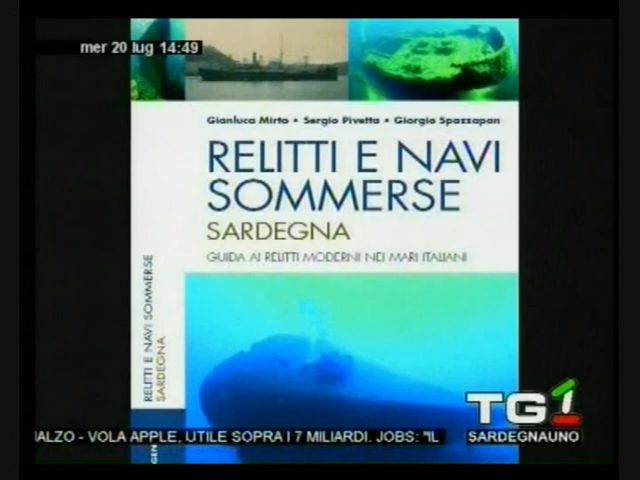 mer 20 lug 14:49
Gianluca Mirto • Sergio Pivetta • Giorgio Spazzapan
RELITTI E NAVI
SOMMERSE
SARDEGNA
GUIDA AI RELITTI MODERNI NEI MARI ITALIANI
RELITTI E NAVI SOMMERSE
SARDEGNA
GEN
TG1
SARDEGNAUNO
IALZO - VOLA APPLE, UTILE SOPRA I 7 MILIARDI. JOBS: "IL